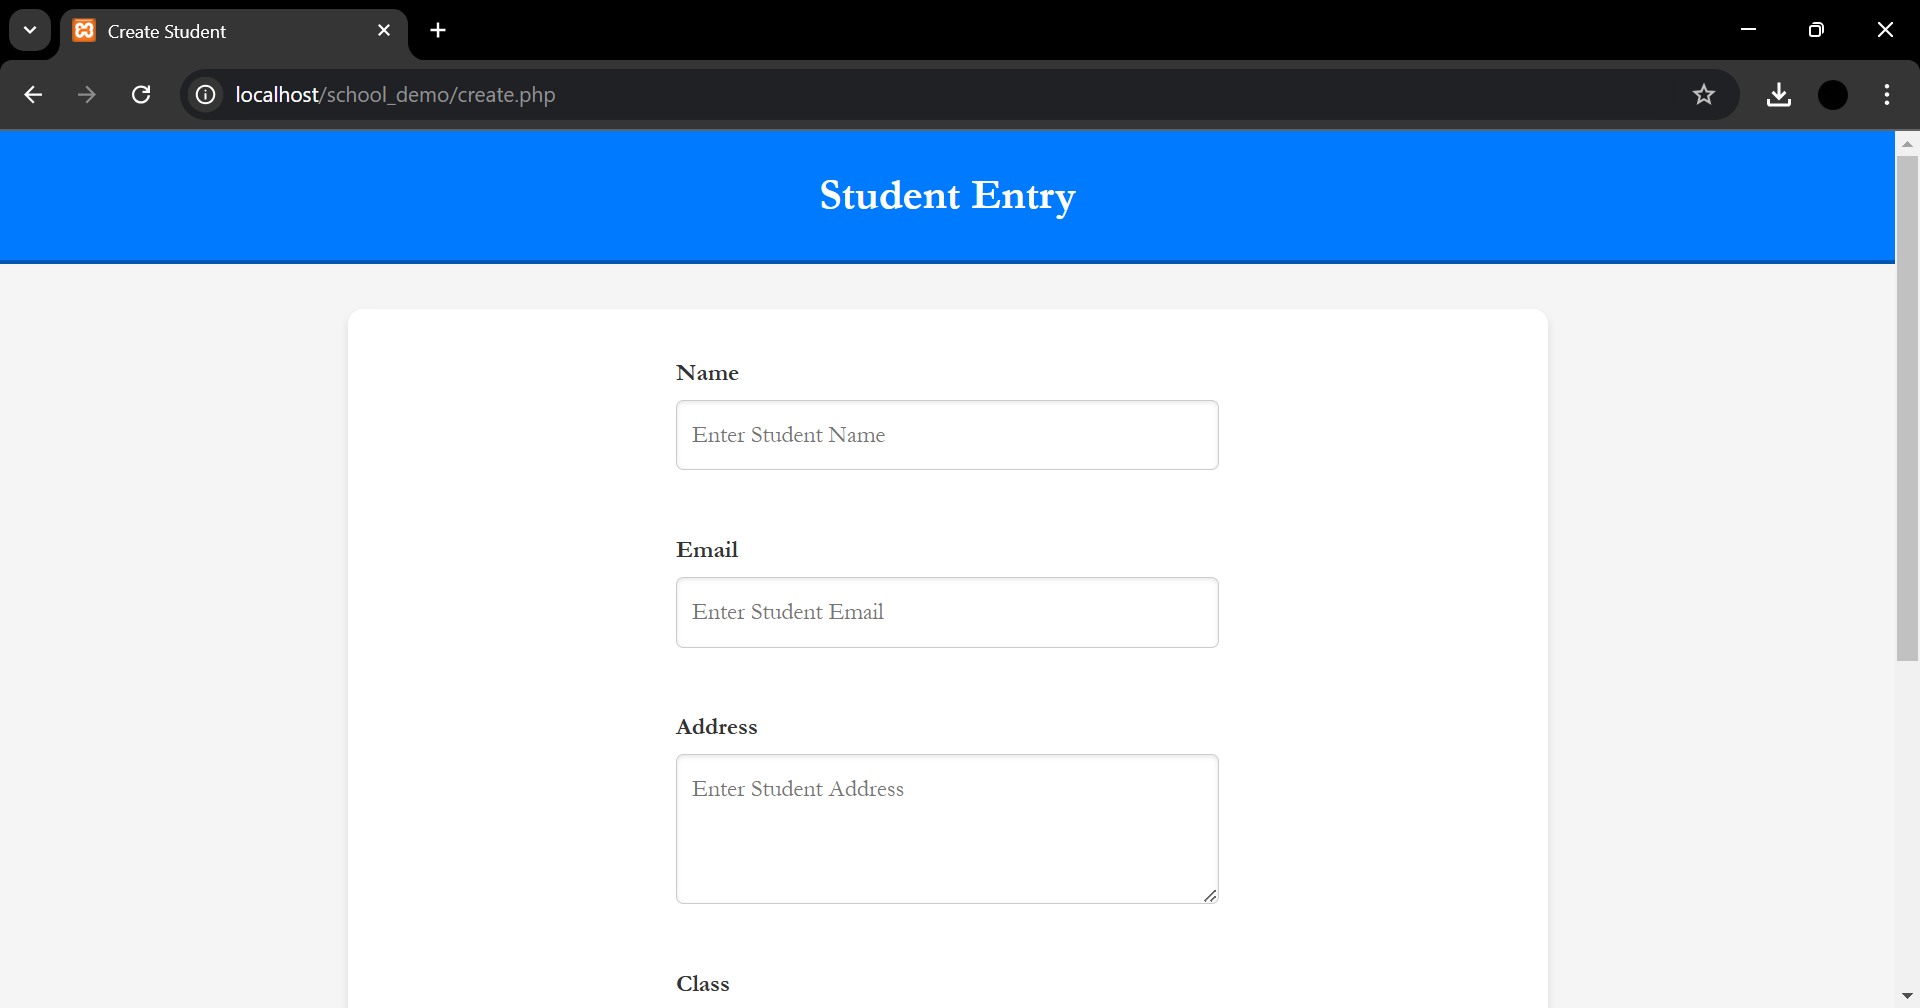 Create Student
localhost/school_demo/create.php
Student Entry
Name
Enter Student Name
Email
Enter Student Email
Address
Enter Student Address
Class